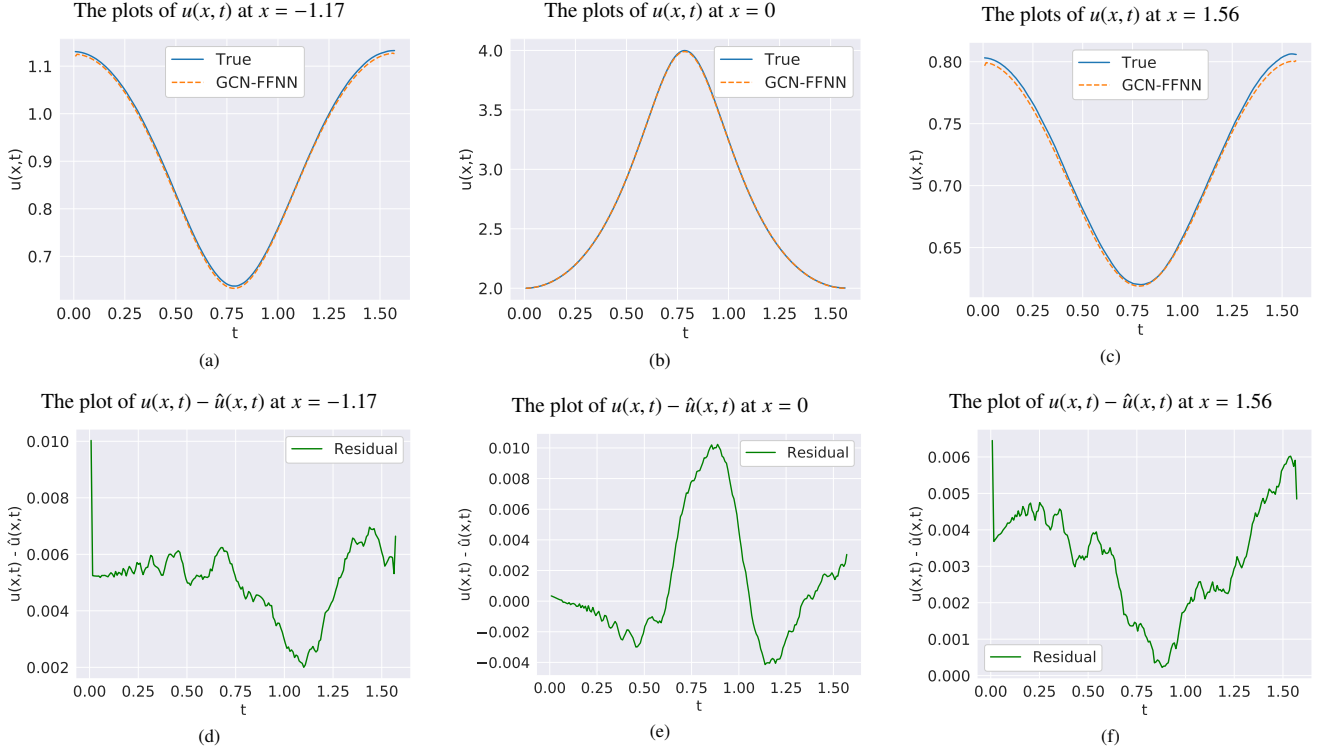 The plots of u(x, t) at x = −1.17
The plots of u(x, t) at x = 0
The plots of u(x, t) at x = 1.56
True
GCN-FFNN
u(x,t)
1.1
1.0
0.9
0.8
0.7
0.00 0.25 0.50 0.75 1.00 1.25 1.50
t
(a)
True
GCN-FFNN
u(x,t)
4.0
3.5
3.0
2.5
2.0
0.00 0.25 0.50 0.75 1.00 1.25 1.50
t
(b)
True
GCN-FFNN
u(x,t)
0.80
0.75
0.70
0.65
0.00 0.25 0.50 0.75 1.00 1.25 1.50
t
(c)
The plot of u(x, t) − û(x, t) at x = −1.17
The plot of u(x, t) − û(x, t) at x = 0
The plot of u(x, t) − û(x, t) at x = 1.56
Residual
u(x,t) - û(x,t)
0.010
0.008
0.006
0.004
0.002
0.00 0.25 0.50 0.75 1.00 1.25 1.50
t
(d)
Residual
u(x,t) - û(x,t)
0.010
0.008
0.006
0.004
0.002
0.000
−0.002
−0.004
0.00 0.25 0.50 0.75 1.00 1.25 1.50
t
(e)
Residual
u(x,t) - û(x,t)
0.006
0.005
0.004
0.003
0.002
0.001
0.000
0.00 0.25 0.50 0.75 1.00 1.25 1.50
t
(f)